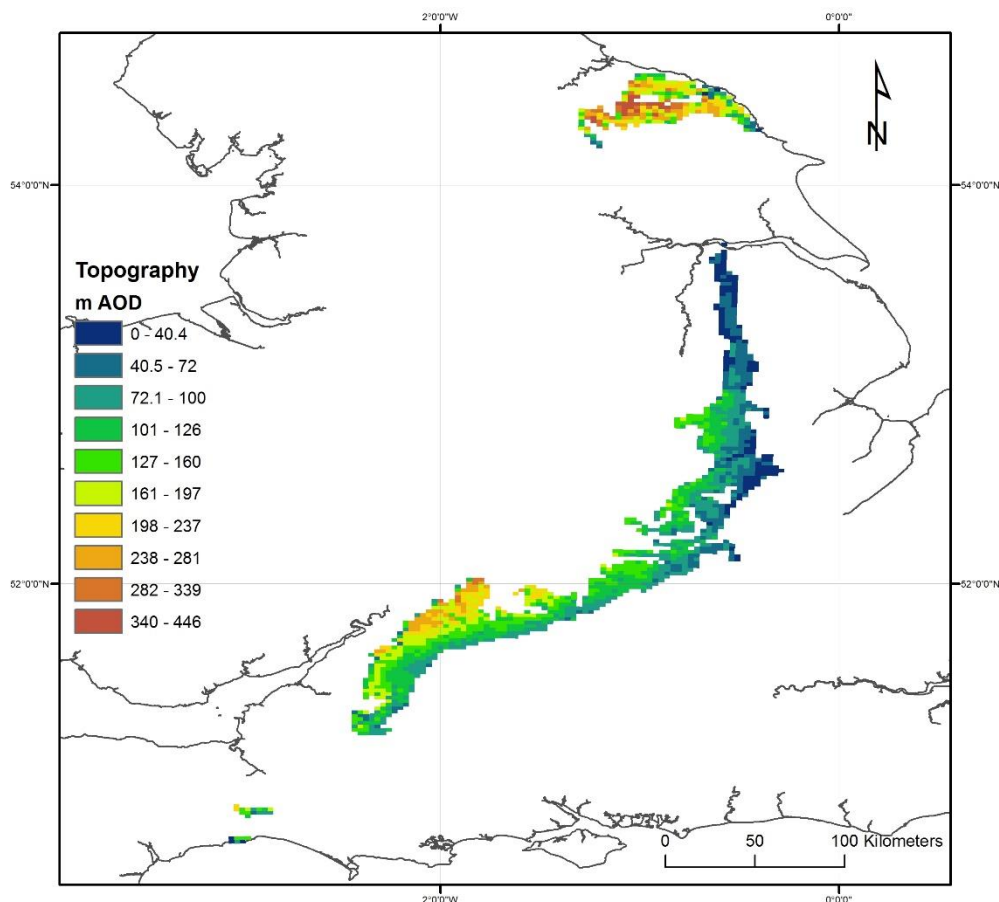 2°0'0"W 0°0'0"
N
54°0'0"N 54°0'0"N
Topography
m AOD
0 - 40.4
40.5 - 72
72.1 - 100
101 - 126
127 - 160
161 - 197
198 - 237
238 - 281
282 - 339
340 - 446
52°0'0"N 52°0'0"N
0 50 100 Kilometers
2°0'0"W 0°0'0"